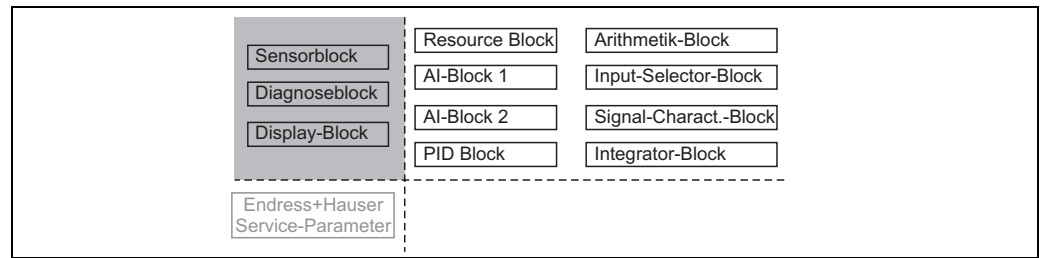 Sensorblock
Diagnoseblock
Display-Block
Resource Block
AI-Block 1
AI-Block 2
PID Block
Arithmetik-Block
Input-Selector-Block
Signal-Charact.-Block
Integrator-Block
Endress+Hauser
Service-Parameter